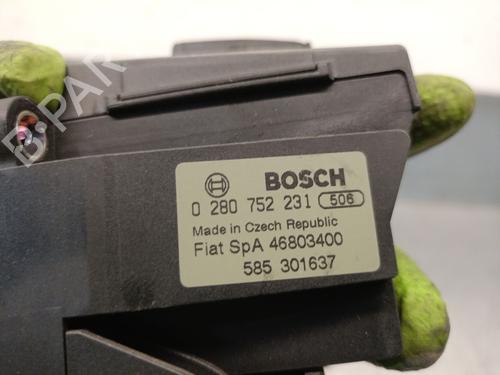 BOSCH
0 280 752 231 506
Made in Czech Republic
Fiat SpA 46803400
585 301637
B-PAR